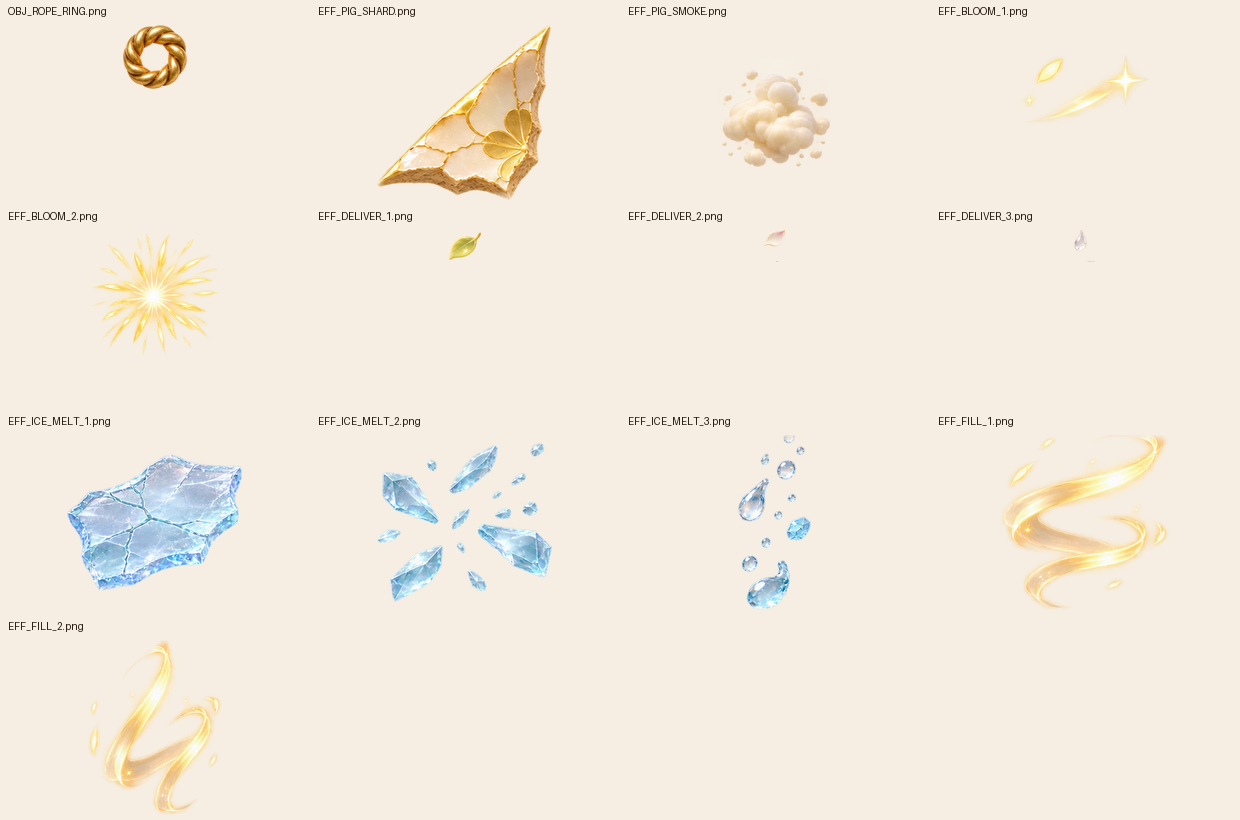 OBJ_ROPE_RING.png
EFF_PIG_SHARD.png
EFF_PIG_SMOKE.png
EFF_BLOOM_1.png
EFF_BLOOM_2.png
EFF_DELIVER_1.png
EFF_DELIVER_2.png
EFF_DELIVER_3.png
EFF_ICE_MELT_1.png
EFF_ICE_MELT_2.png
EFF_ICE_MELT_3.png
EFF_FILL_1.png
EFF_FILL_2.png